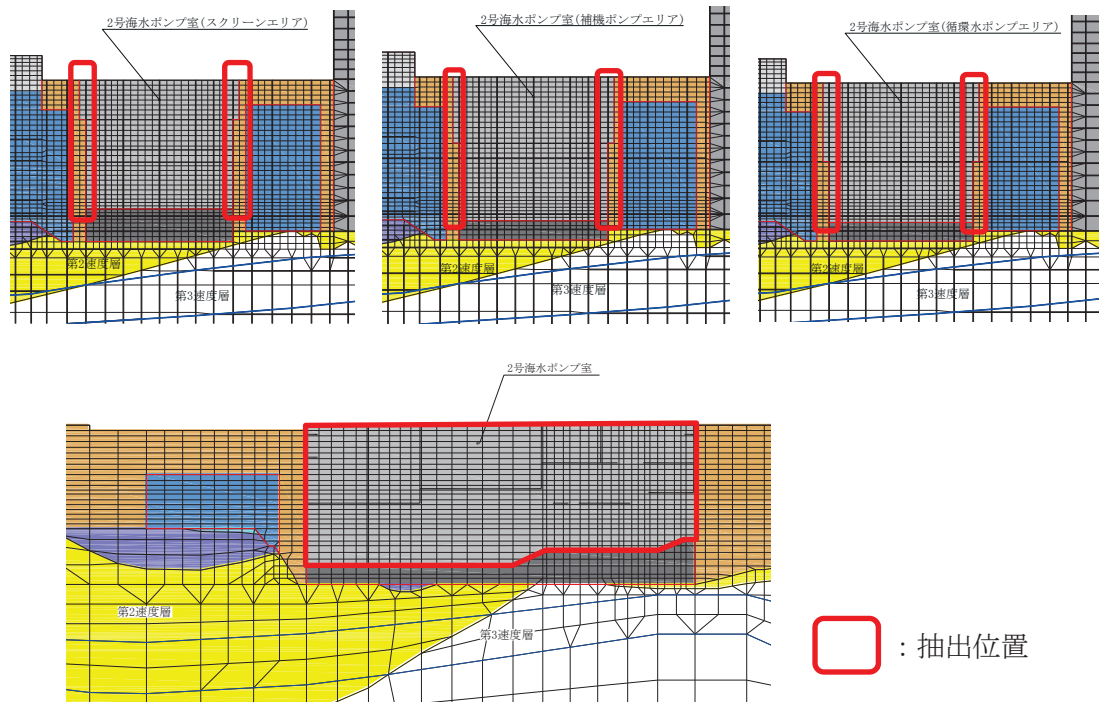 2号海水ポンプ室(スクリーンエリア)
2号海水ポンプ室(補機ポンプエリア)
2号海水ポンプ室(循環水ポンプエリア)
第2速度層
第3速度層
第2速度層
第3速度層
第2速度層
第3速度層
2号海水ポンプ室
第2速度層
第3速度層
：抽出位置